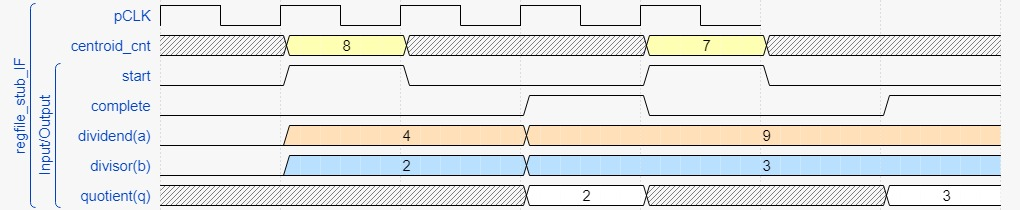 regfile_stub_IF
Input/Output
pCLK
centroid_cnt 8 7
start
complete
dividend(a) 4 9
divisor(b) 2 3
quotient(q) 2 3